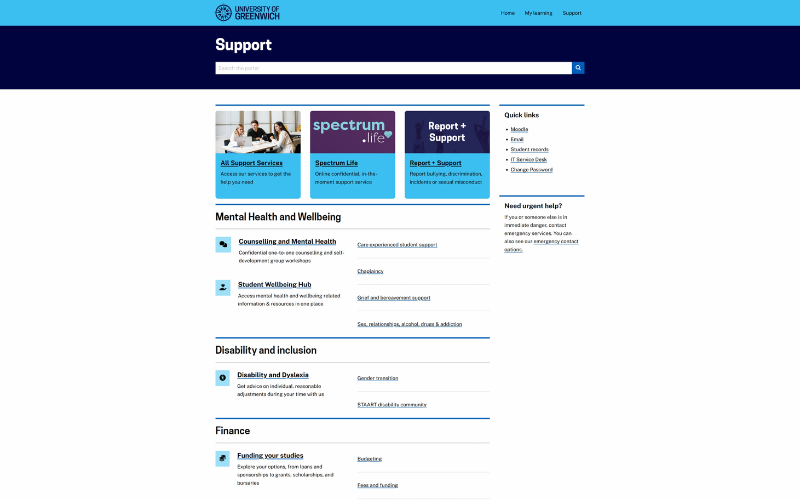 UNIVERSITY OF
GREENWICH
Home
My learning
Support
Support
Search the portal
spectrum
.life
Report +
Support
All Support Services
Access our services to get the
help you need
Spectrum Life
Online confidential, in-the-
moment support service
Report + Support
Report bullying, discrimination,
incidents or sexual misconduct
Mental Health and Wellbeing
Counselling and Mental Health
Confidential one-to-one counselling and self-
development group workshops
Student Wellbeing Hub
Access mental health and wellbeing related
information & resources in one place
Care experienced student support
Chaplaincy
Grief and bereavement support
Sex, relationships, alcohol, drugs & addiction
Disability and inclusion
Disability and Dyslexia
Get advice on individual, reasonable
adjustments during your time with us
Gender transition
STAART disability community
Finance
Funding your studies
Explore your options, from loans and
sponsorships to grants, scholarships, and
bursaries
Budgeting
Fees and funding
Quick links
Moodle
Email
Student records
IT Service Desk
Change Password
Need urgent help?
If you or someone else is in
immediate danger, contact
emergency services. You can
also see our emergency contact
options.